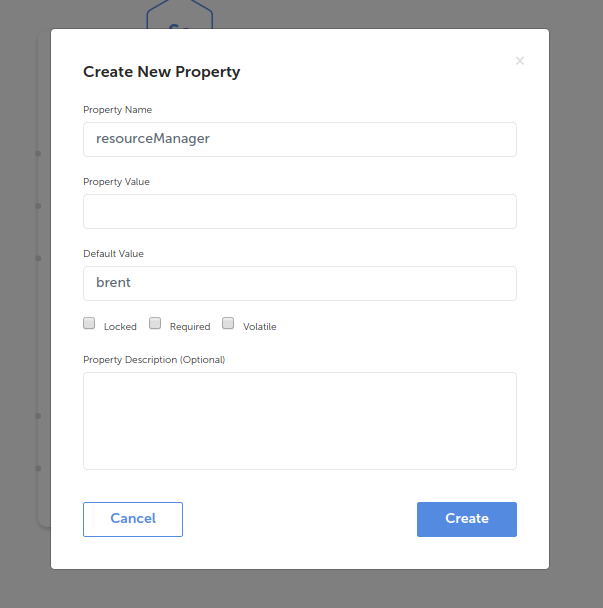 Create New Property
×
Property Name
resourceManager
Property Value
Default Value
brent
Locked Required Volatile
Property Description (Optional)
Cancel Create